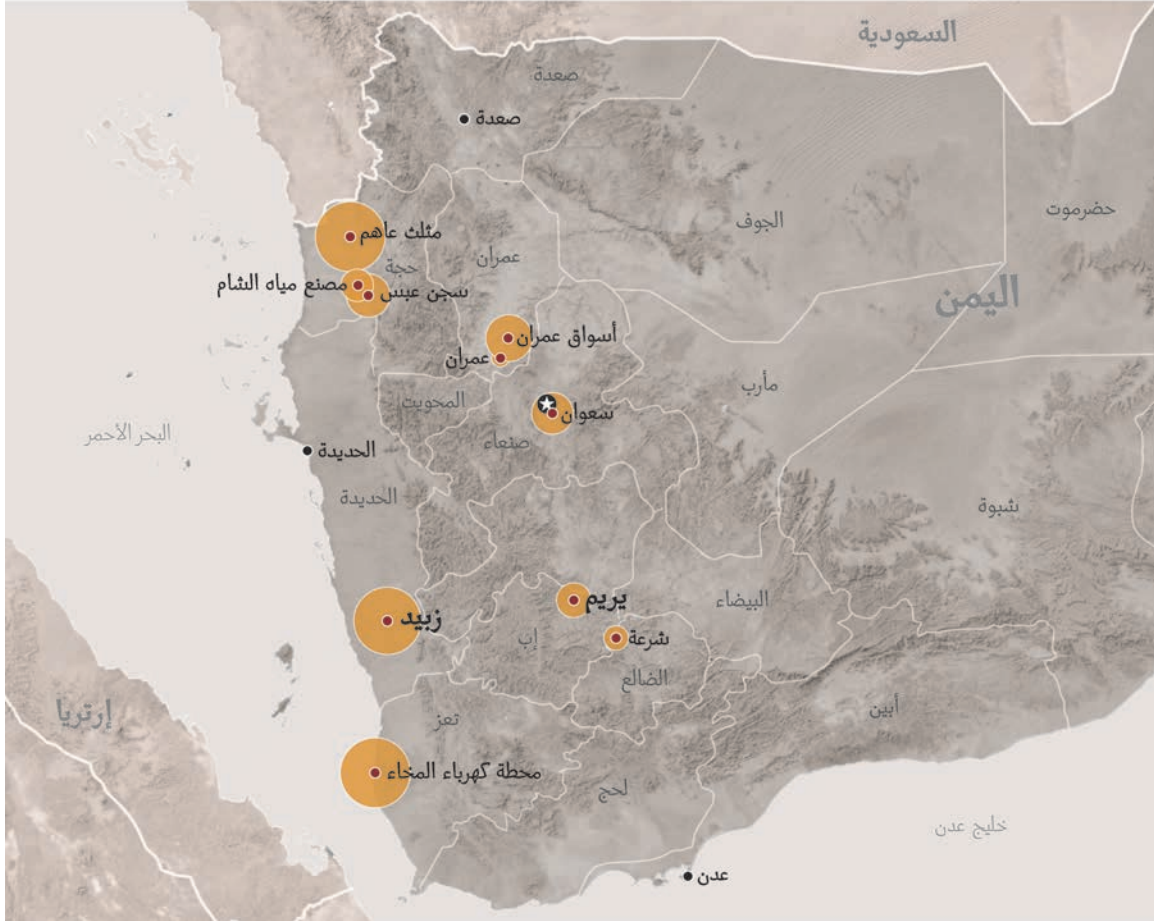 السعودية
صعدة
صعدة
حضرموت
الجوف
مثلث عاهم
عمران
حجة
مصنع مياه الشام
سجن عبس
اليمن
أسواق عمران
عمران
مأرب
المحويت
سعوان
صنعاء
البحر الأحمر
الحديدة
الحديدة
شبوة
يريم
البيضاء
زبيد
إب
شرعة
الضالع
إرتريا
تعز
أبين
محطة كهرباء المخاء
لحج
خليج عدن
عدن